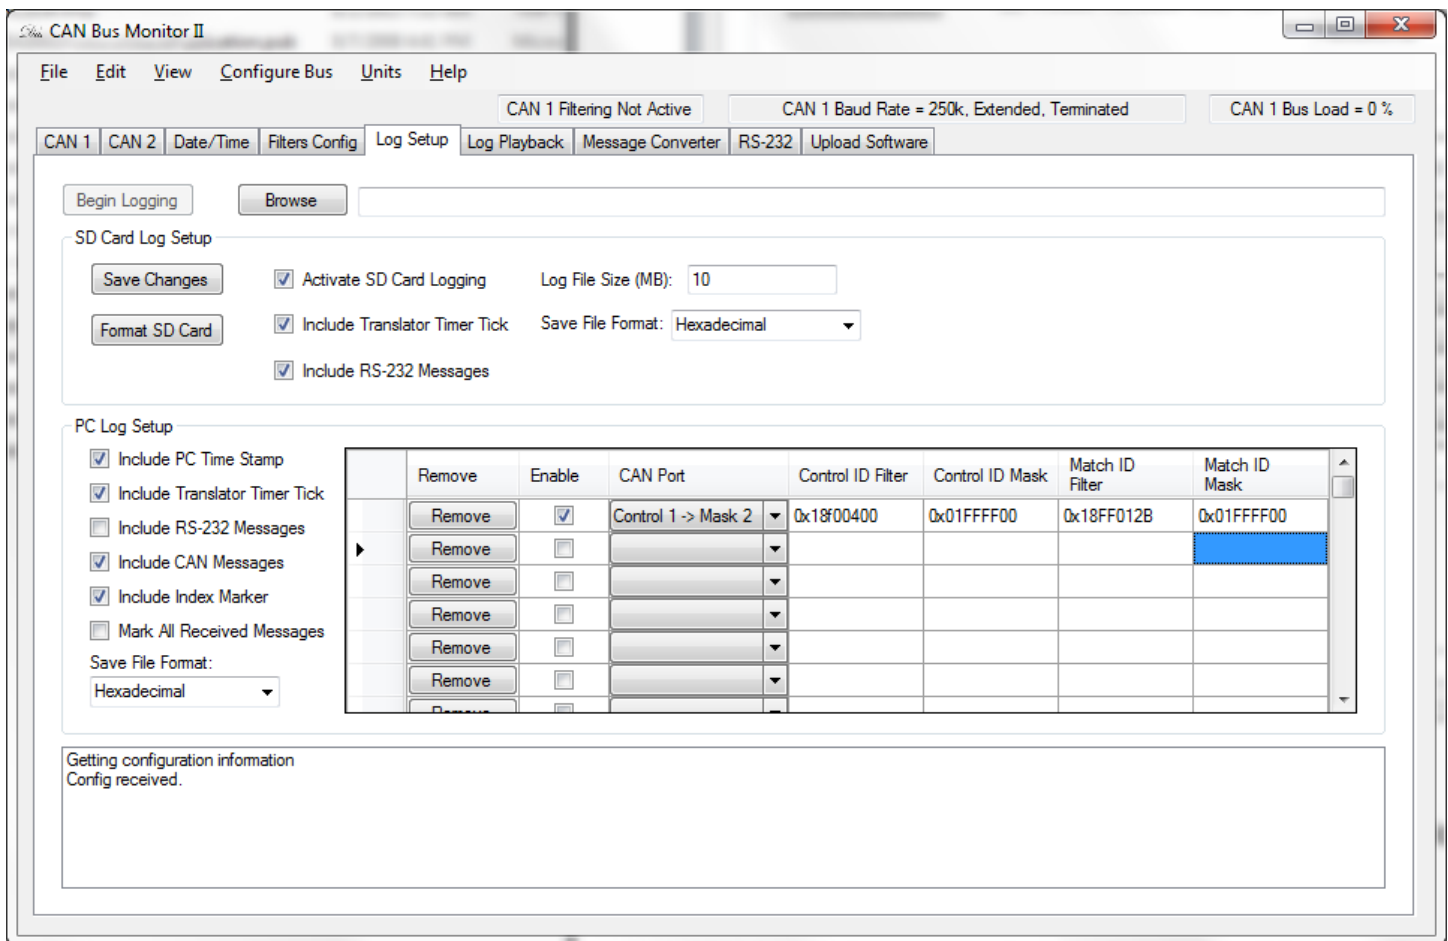 CAN Bus Monitor II
File Edit View Configure Bus Units Help
CAN 1 Filtering Not Active CAN 1 Baud Rate = 250k, Extended, Terminated CAN 1 Bus Load = 0 %
CAN 1 CAN 2 Date/Time Filters Config Log Setup Log Playback Message Converter RS-232 Upload Software
Begin Logging Browse
SD Card Log Setup
Save Changes Activate SD Card Logging Log File Size (MB): 10
Format SD Card Include Translator Timer Tick Save File Format: Hexadecimal
Include RS-232 Messages
PC Log Setup
Include PC Time Stamp
Include Translator Timer Tick
Include RS-232 Messages
Include CAN Messages
Include Index Marker
Mark All Received Messages
Save File Format:
Hexadecimal
Remove Enable CAN Port Control ID Filter Control ID Mask Match ID Filter Match ID Mask
Remove Control 1 -> Mask 2 0x18f00400 0x01FFFF00 0x18FF012B 0x01FFFF00
Remove
Remove
Remove
Remove
Remove
Remove
Getting configuration information
Config received.